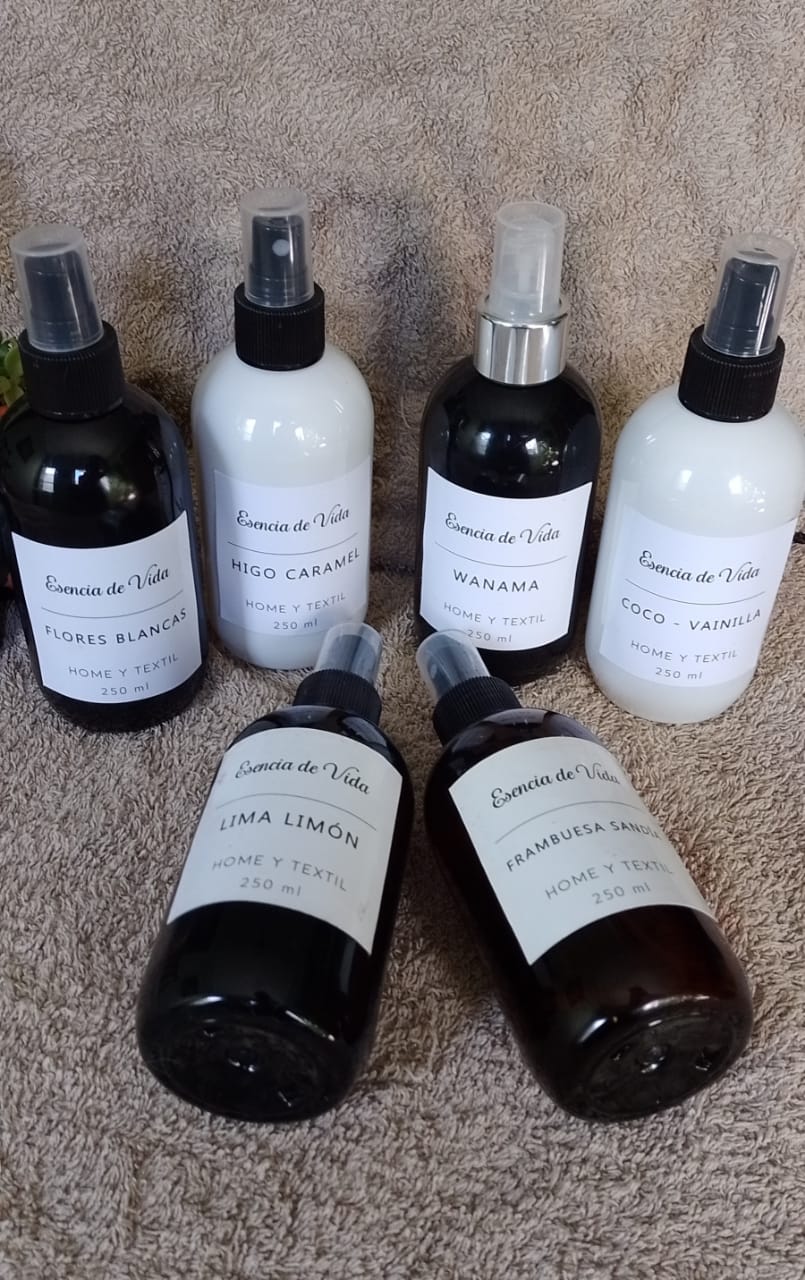 Esencia de Vida
FLORES BLANCAS
HOME Y TEXTIL
250 ml
Esencia de Vida
HIGO CARAMEL
HOME Y TEXTIL
250 ml
Esencia de Vida
WANAMA
HOME Y TEXTIL
250 ml
Esencia de Vida
COCO - VAINILLA
HOME Y TEXTIL
250 ml
Esencia de Vida
LIMA LIMÓN
HOME Y TEXTIL
250 ml
Esencia de Vida
FRAMBUESA SANDIA
HOME Y TEXTIL
250 ml